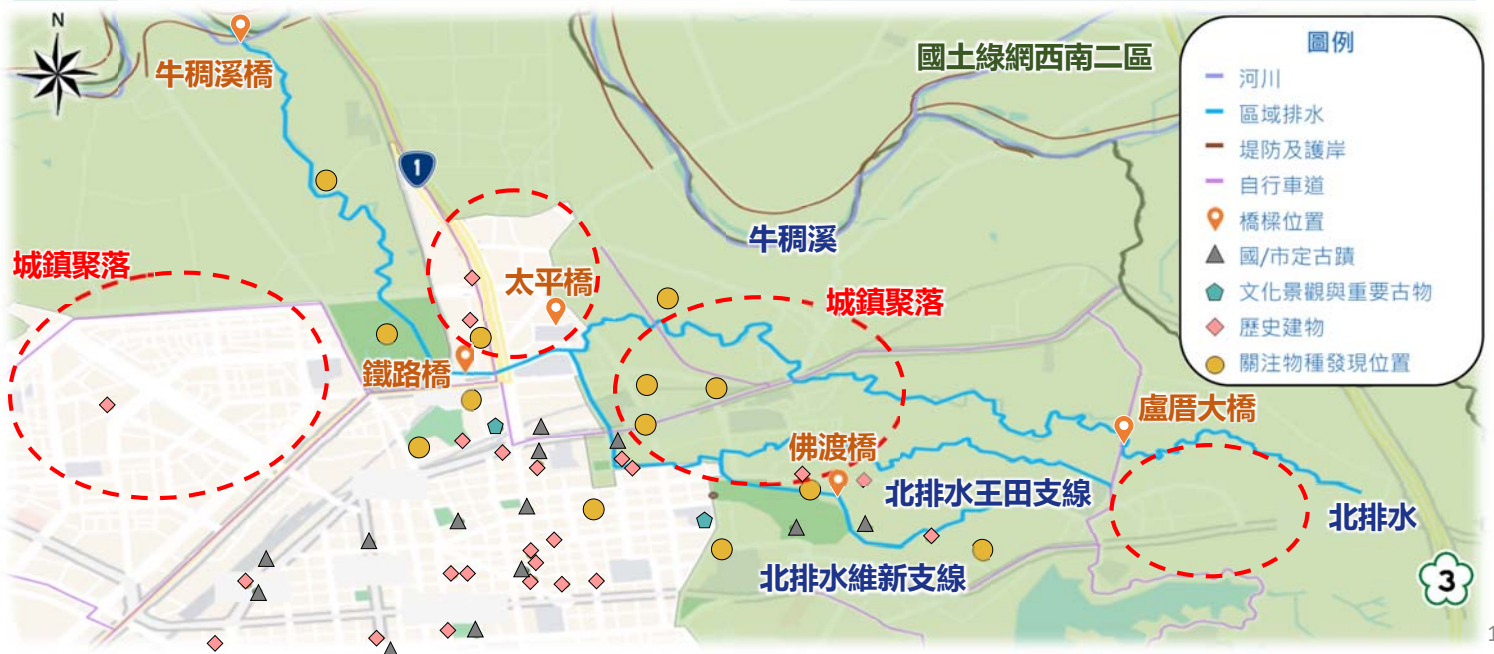 N
牛稠溪橋
國土綠網西南二區
圖例
河川
區域排水
堤防及護岸
自行車道
橋樑位置
國/市定古蹟
文化景觀與重要古物
歷史建物
關注物種發現位置
1
牛稠溪
城鎮聚落
太平橋
城鎮聚落
鐵路橋
盧厝大橋
佛渡橋
北排水王田支線
北排水
北排水維新支線
3
1